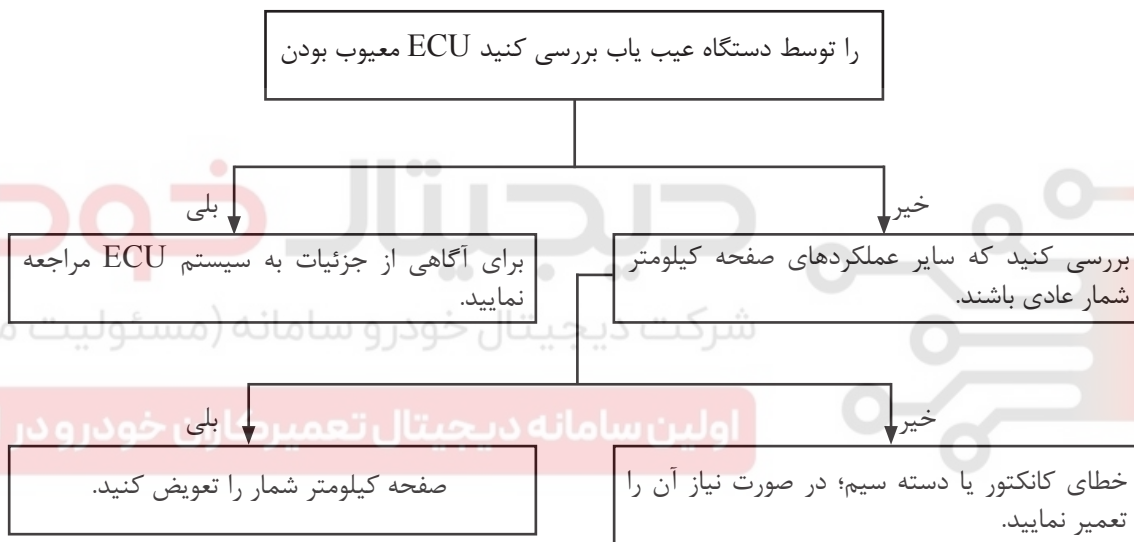 را توسط دستگاه عیب یاب بررسی کنید ECU معیوب بودن
خیر
بلی
بررسی کنید که سایر عملکردهای صفحه کیلومتر
شمار عادی باشند.
برای آگاهی از جزئیات به سیستم ECU مراجعه
نمایید.
دیجیتال خود
شرکت دیجیتال خودرو سامانه (مسئولیت
اولین سامانه دیجیتال تعمیرکاران خودرو در
خیر
بلی
خطای کانکتور یا دسته سیم؛ در صورت نیاز آن را
تعمیر نمایید.
صفحه کیلومتر شمار را تعویض کنید.